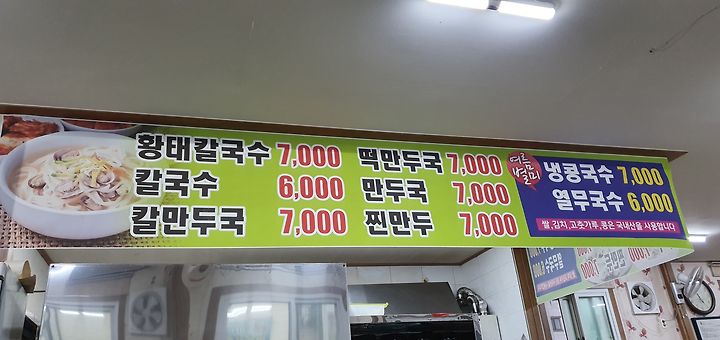 황태칼국수 7,000
칼국수 6,000
칼만두국 7,000
떡만두국 7,000
만두국 7,000
찐만두 7,000
여름
별미
냉콩국수 7,000
열무국수 6,000
쌀,김치,고춧가루,콩은 국내산을 사용합니다